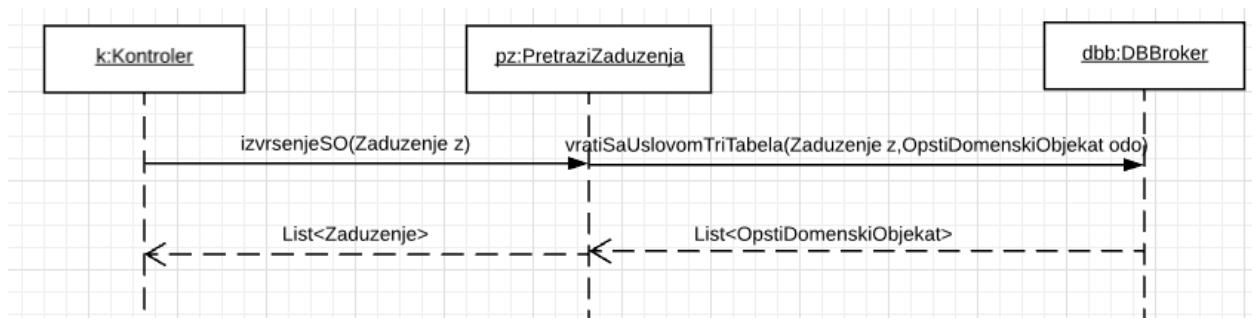 k:Kontroler
pz:PretraziZaduzenja
dbb:DBBroker
izvrsenjeSO(Zaduzenje z)
vratiSaUslovomTriTabela(Zaduzenje z,OpstiDomenskiObjekat odo)
List<Zaduzenje>
List<OpstiDomenskiObjekat>